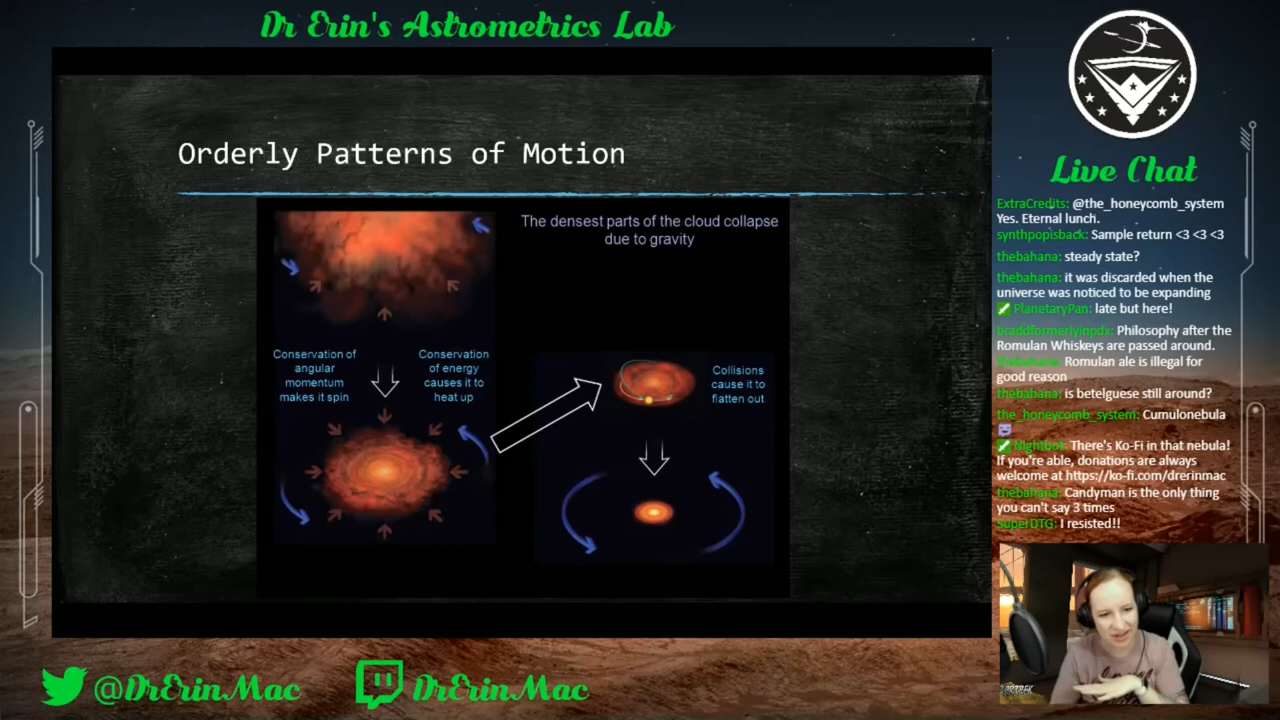 Dr Erin's Astrometrics Lab
Orderly Patterns of Motion
The densest parts of the cloud collapse
due to gravity
Conservation of
angular
momentum
makes it spin
Conservation
of energy
causes it to
heat up
Collisions
cause it to
flatten out
Live Chat
ExtraCredits: @the_honeycomb_system
Yes. Eternal lunch.
synthpopisback: Sample return <3 <3 <3
thebahana: steady state?
thebahana: it was discarded when the
universe was noticed to be expanding
PlanetaryPan: late but here!
braddformerlyinpdx: Philosophy after the
Romulan Whiskeys are passed around.
thebahana: Romulan ale is illegal for
good reason
thebahana: is betelguese still around?
the_honeycomb_system: Cumulonebula
Nightbot: There's Ko-Fi in that nebula!
If you're able, donations are always
welcome at https://ko-fi.com/drerinmac
thebahana: Candyman is the only thing
you can't say 3 times
SuperDTG: I resisted!!
@DrErinMac
DrErinMac